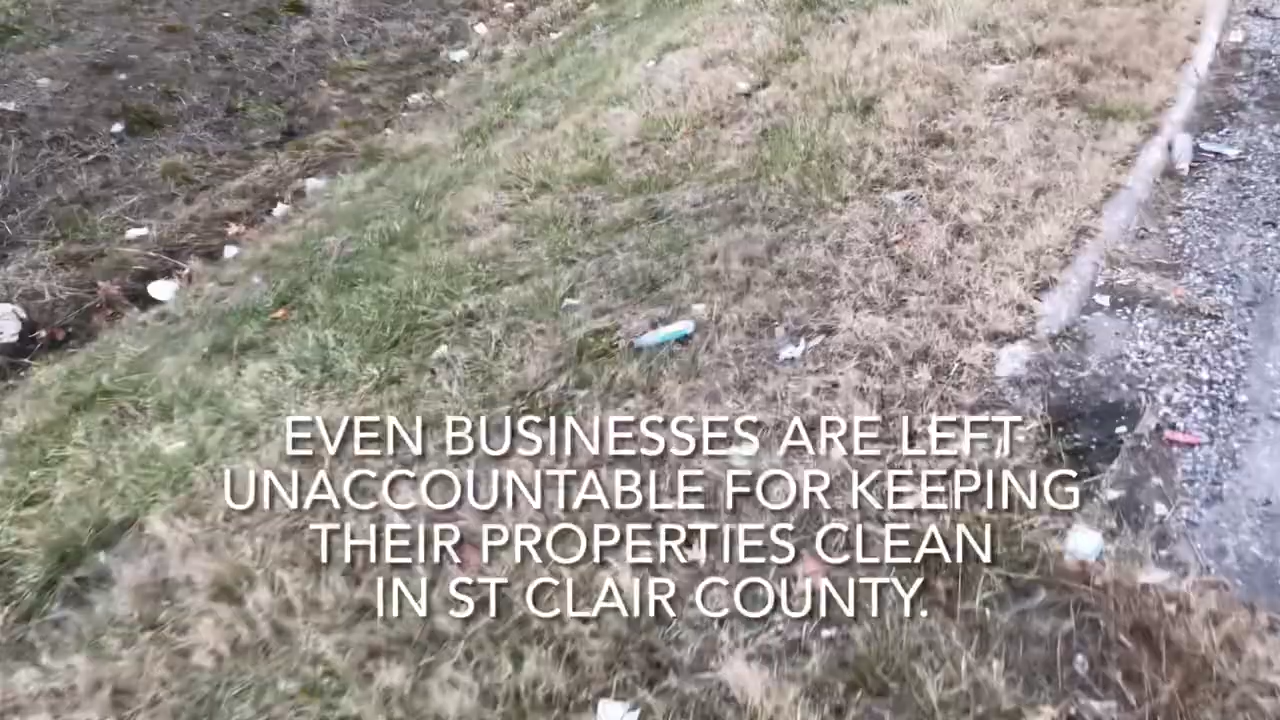 EVEN BUSINESSES ARE LEFT
UNACCOUNTABLE FOR KEEPING
THEIR PROPERTIES CLEAN
IN ST CLAIR COUNTY.